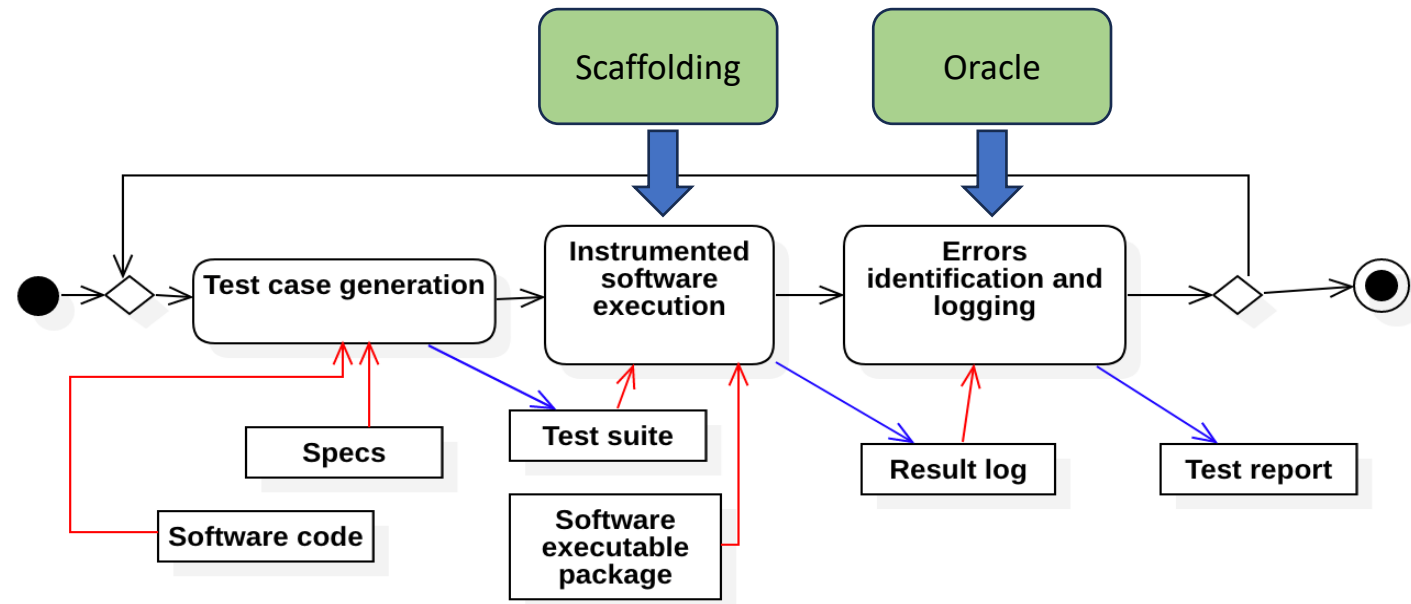 Scaffolding
Oracle
Test case generation
Instrumented
software
execution
Errors
identification and
logging
Specs
Test suite
Result log
Test report
Software code
Software
executable
package